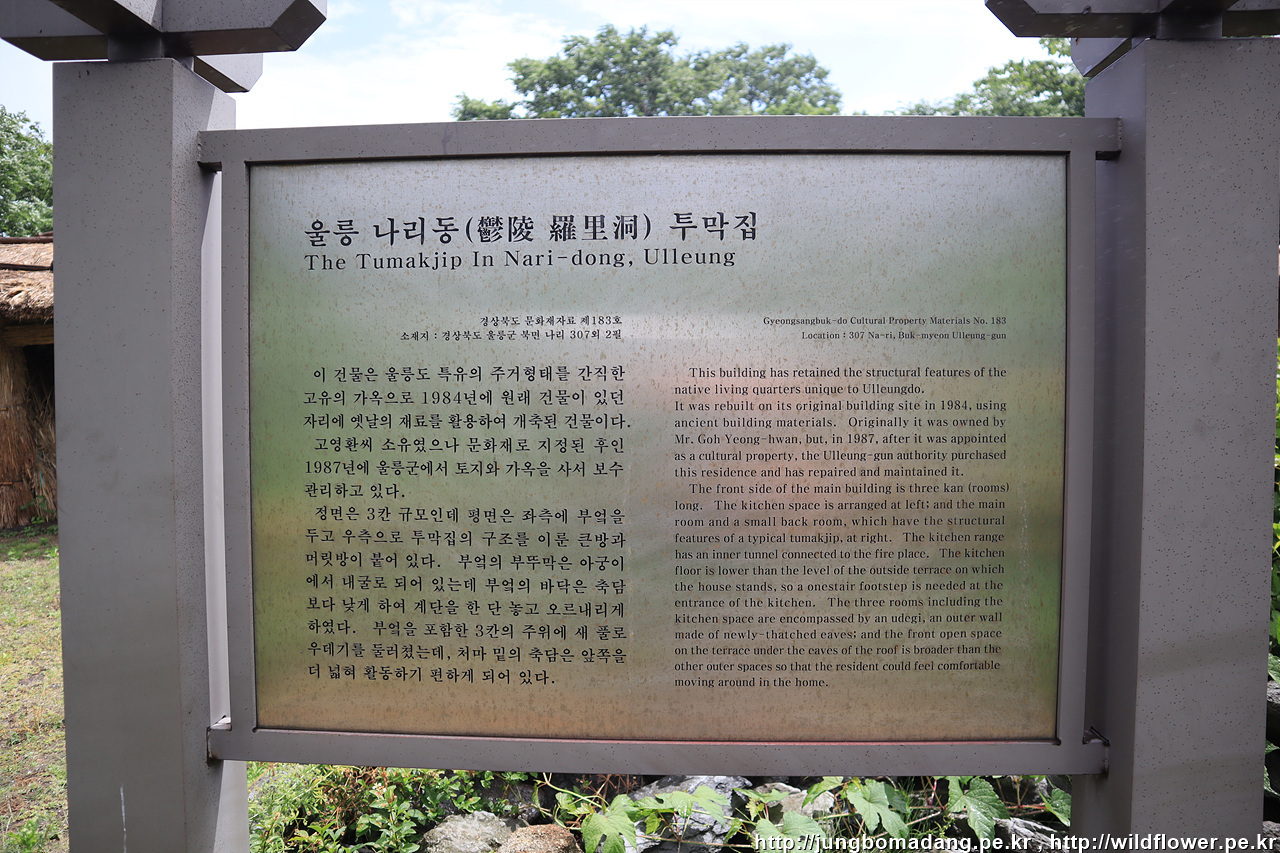 울릉 나리동(鬱陵 羅里洞) 투막집
The Tumakjip In Nari-dong, Ulleung
경상북도 문화재자료 제183호
소재지 : 경상북도 울릉군 북면 나리 307외 2필
이 건물은 울릉도 특유의 주거형태를 간직한
고유의 가옥으로 1984년에 원래 건물이 있던
자리에 옛날의 재료를 활용하여 개축된 건물이다.
고영환씨 소유였으나 문화재로 지정된 후인
1987년에 울릉군에서 토지와 가옥을 사서 보수
관리하고 있다.
정면은 3칸 규모인데 평면은 좌측에 부엌을
두고 우측으로 투막집의 구조를 이룬 큰방과
머릿방이 붙어 있다. 부엌의 부뚜막은 아궁이
에서 내굴로 되어 있는데 부엌의 바닥은 축담
보다 낮게 하여 계단을 한 단 놓고 오르내리게
하였다. 부엌을 포함한 3칸의 주위에 새 풀로
우데기를 둘러쳤는데, 처마 밑의 축담은 앞쪽을
더 넓혀 활동하기 편하게 되어 있다.
Gyeongsangbuk-do Cultural Property Materials No. 183
Location : 307 Na-ri, Buk-myeon Ulleung-gun
This building has retained the structural features of the
native living quarters unique to Ulleungdo.
It was rebuilt on its original building site in 1984, using
ancient building materials. Originally it was owned by
Mr. Goh Yeong-hwan, but, in 1987, after it was appointed
as a cultural property, the Ulleung-gun authority purchased
this residence and has repaired and maintained it.
The front side of the main building is three kan (rooms)
long. The kitchen space is arranged at left; and the main
room and a small back room, which have the structural
features of a typical tumakjip, at right. The kitchen range
has an inner tunnel connected to the fire place. The kitchen
floor is lower than the level of the outside terrace on which
the house stands, so a onestair footstep is needed at the
entrance of the kitchen. The three rooms including the
kitchen space are encompassed by an udegi, an outer wall
made of newly-thatched eaves; and the front open space
on the terrace under the eaves of the roof is broader than the
other outer spaces so that the resident could feel comfortable
moving around in the home.
http://jungbomadang.pe.kr , http://wildflower.pe.kr